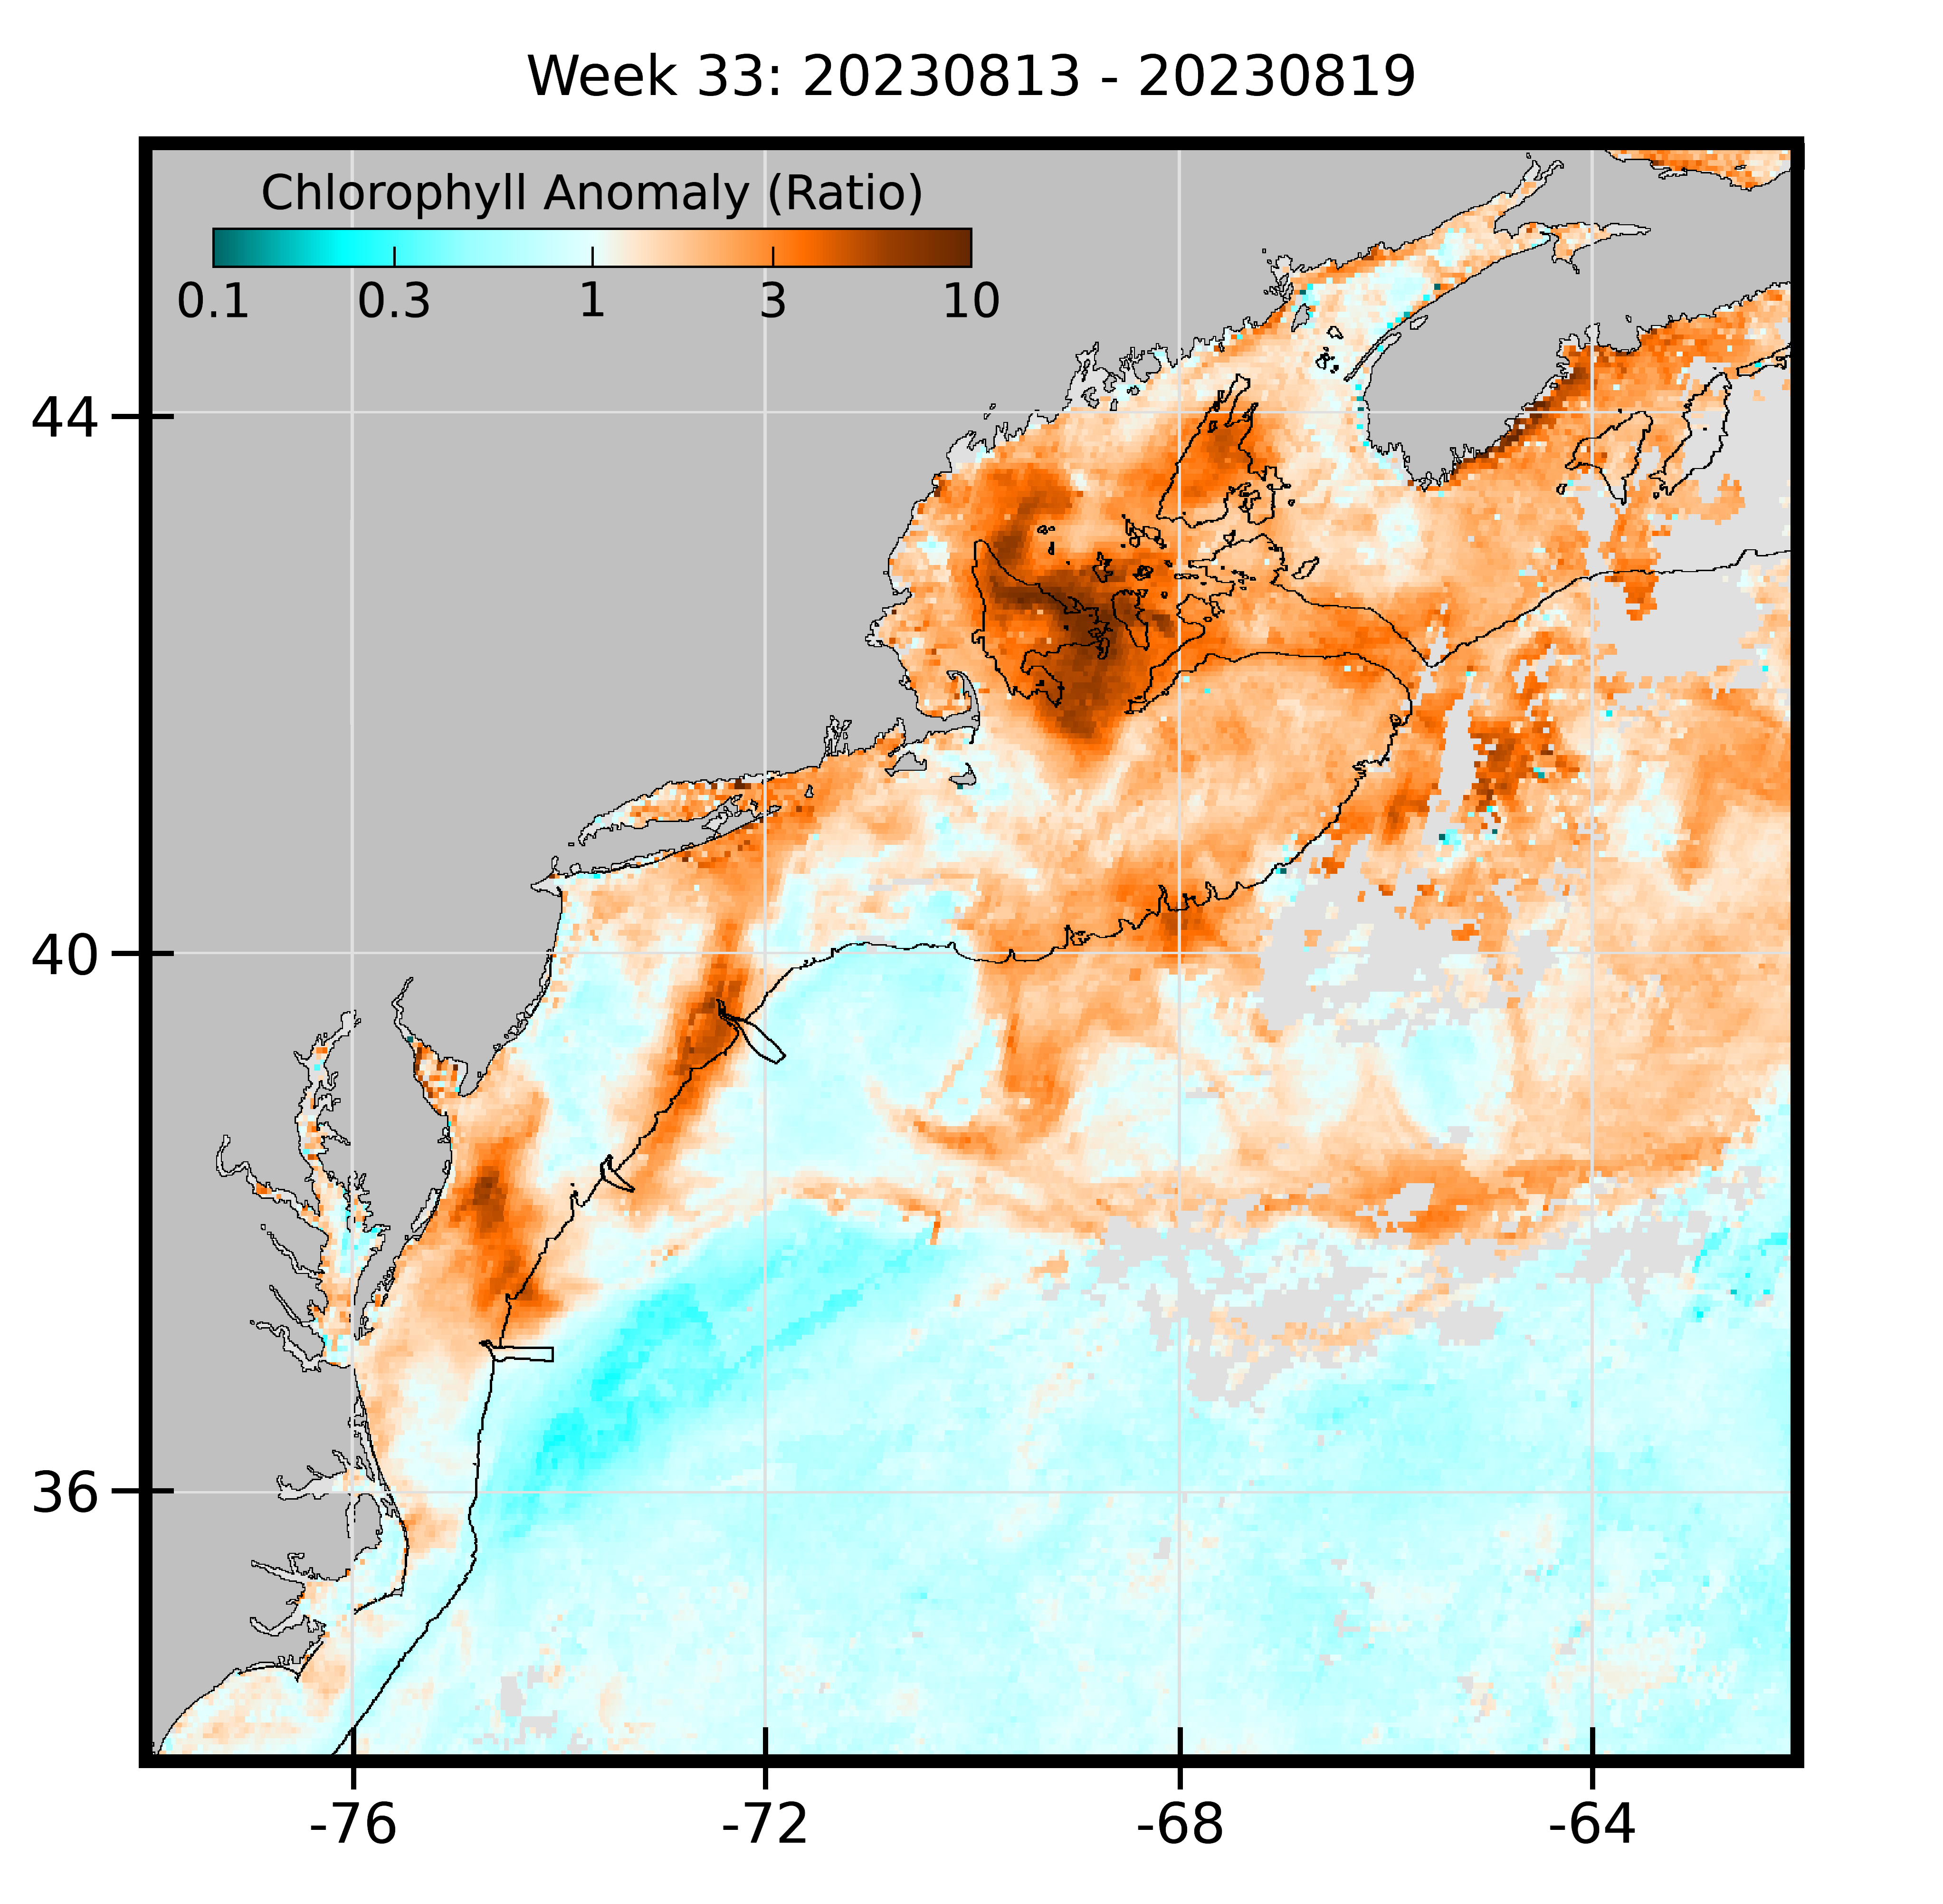 Week 33: 20230813 - 20230819
Chlorophyll Anomaly (Ratio)
0.1 0.3 1 3 10
44
40
36
-76 -72 -68 -64